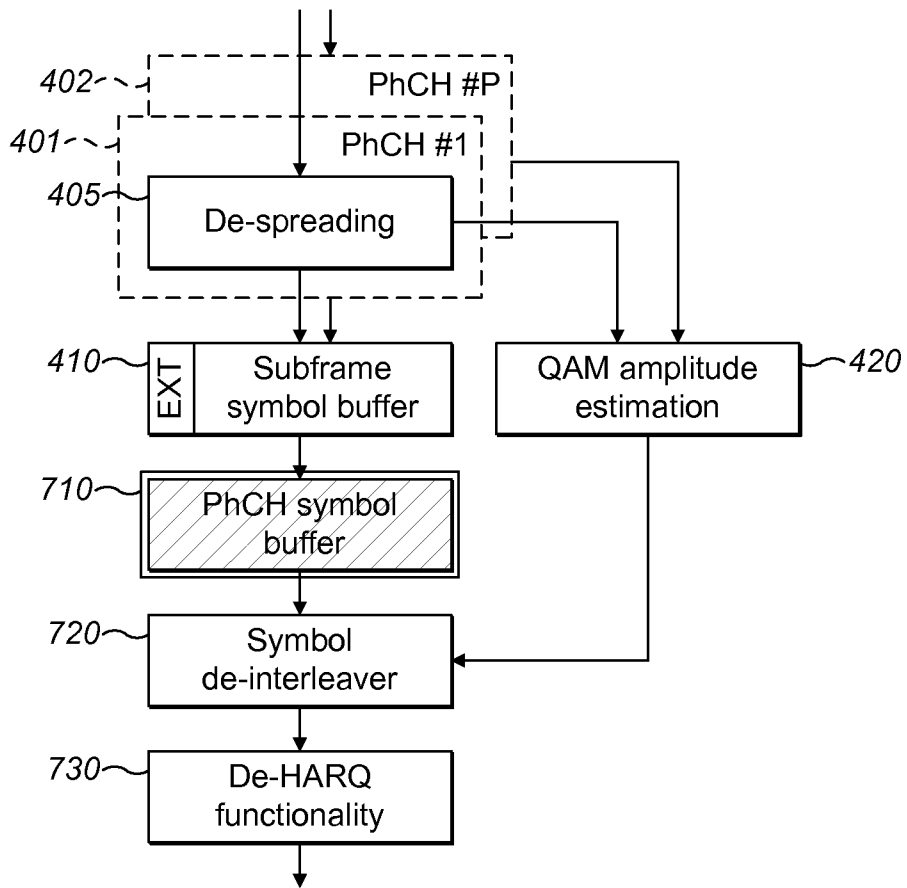 402
PhCH #P
401
PhCH #1
405
De-spreading
410
EXT
Subframe
symbol buffer
QAM amplitude
estimation
420
710
PhCH symbol
buffer
720
Symbol
de-interleaver
730
De-HARQ
functionality